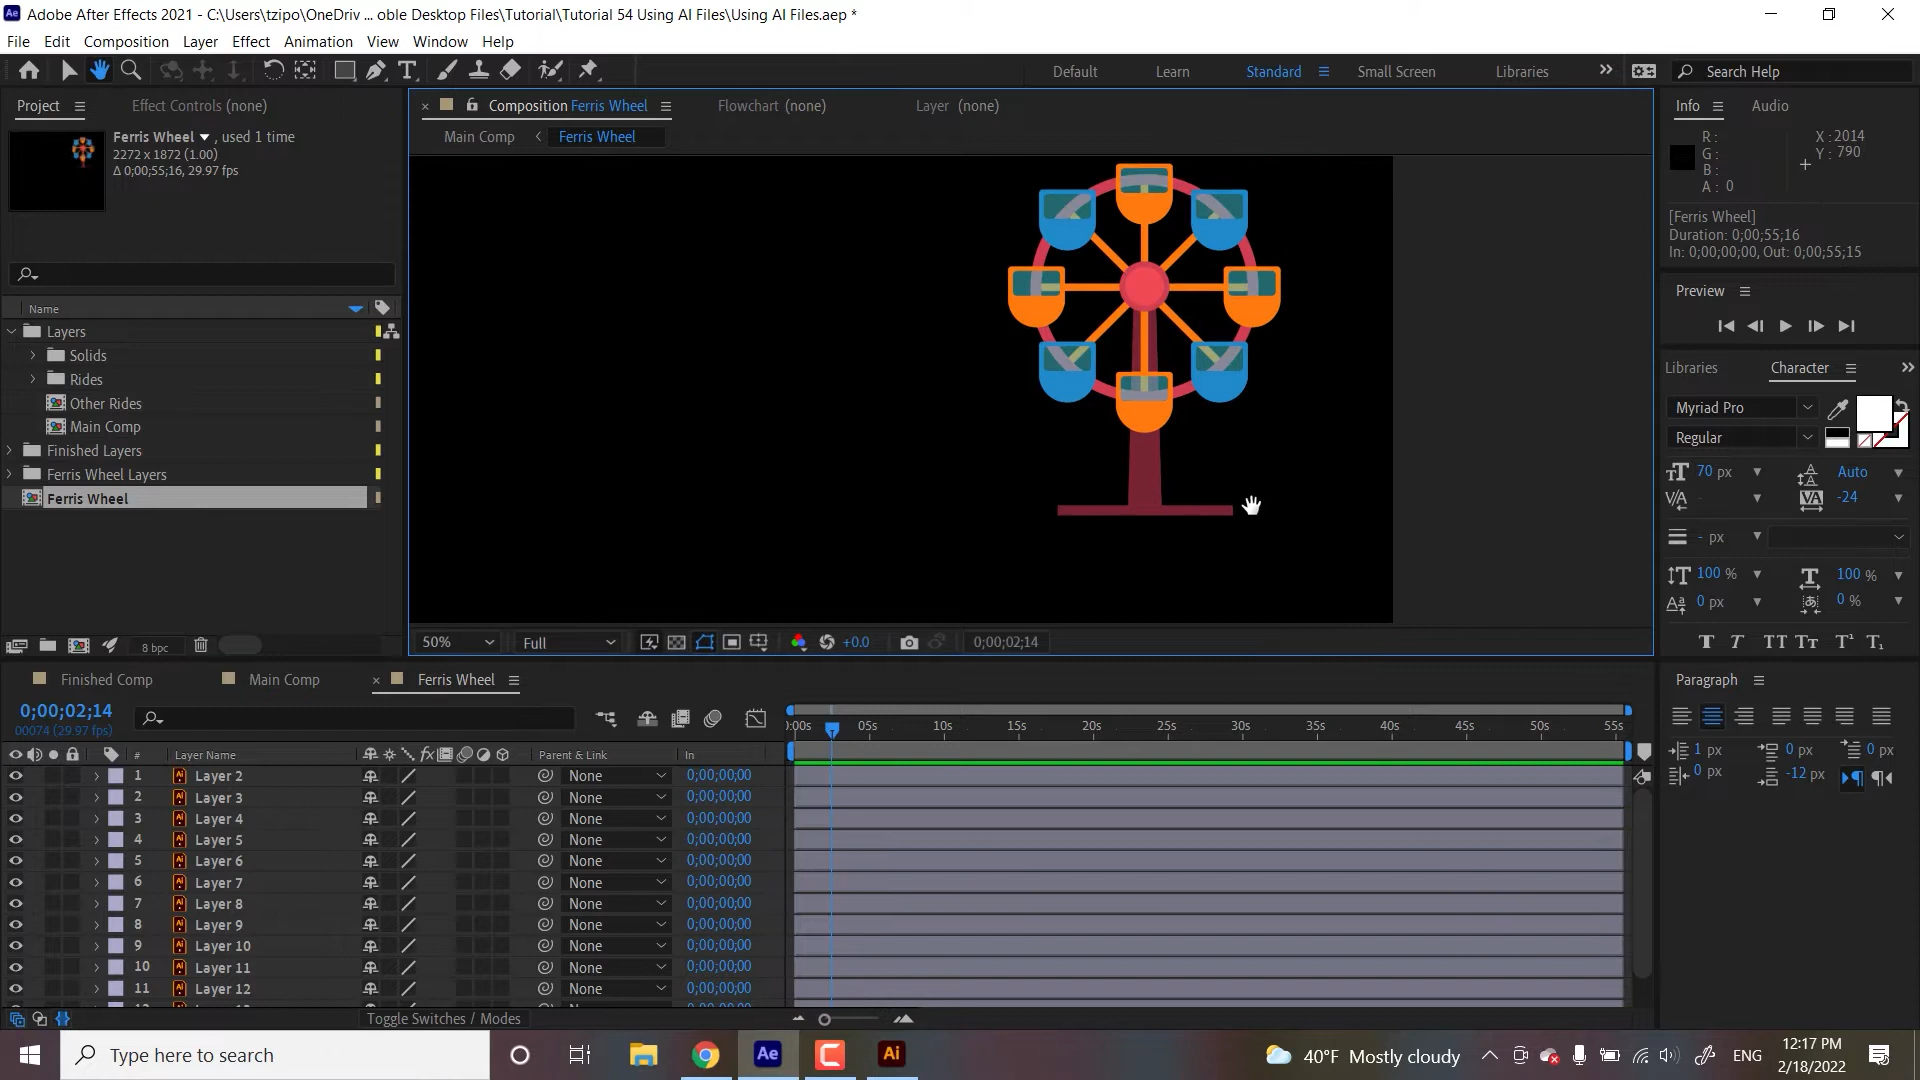 Adobe After Effects 2021 - C:\Users\tzipo\OneDriv ... oble Desktop Files\Tutorial\Tutorial 54 Using AI Files\Using AI Files.aep *
File Edit Composition Layer Effect Animation View Window Help
Default Learn Standard Small Screen Libraries Search Help
Project Effect Controls (none)
Ferris Wheel , used 1 time
2272 x 1872 (1.00)
Δ 0;00;55;16, 29.97 fps
Name
Layers
Solids
Rides
Other Rides
Main Comp
Finished Layers
Ferris Wheel Layers
Ferris Wheel
8 bpc
Composition Ferris Wheel Flowchart (none) Layer (none)
Main Comp Ferris Wheel
50% Full +0.0 0;00;02;14
Info Audio
R :
G :
B :
A : 0
X : 2014
Y : 790
[Ferris Wheel]
Duration: 0;00;55;16
In: 0;00;00;00, Out: 0;00;55;15
Preview
Libraries Character
Myriad Pro
Regular
70 px Auto
- -24
- px
100 % 100 %
0 px 0 %
Paragraph
1 px 0 px 0 px
0 px -12 px
Finished Comp Main Comp Ferris Wheel
0;00;02;14
00074 (29.97 fps)
:00s 05s 10s 15s 20s 25s 30s 35s 40s 45s 50s 55s
# Layer Name Parent & Link In
1 Layer 2 None 0;00;00;00
2 Layer 3 None 0;00;00;00
3 Layer 4 None 0;00;00;00
4 Layer 5 None 0;00;00;00
5 Layer 6 None 0;00;00;00
6 Layer 7 None 0;00;00;00
7 Layer 8 None 0;00;00;00
8 Layer 9 None 0;00;00;00
9 Layer 10 None 0;00;00;00
10 Layer 11 None 0;00;00;00
11 Layer 12 None 0;00;00;00
Toggle Switches / Modes
Type here to search
Ae Ai
40°F Mostly cloudy
ENG
12:17 PM
2/18/2022